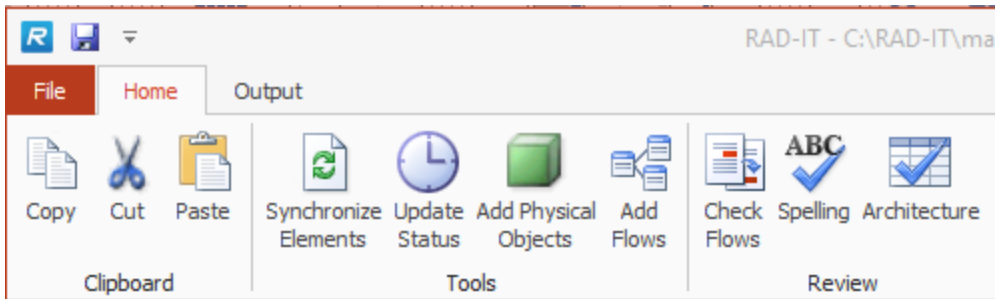 R
RAD-IT - C:\RAD-IT\ma
File Home Output
Copy Cut Paste Synchronize Elements Update Status Add Physical Objects Add Flows Check Flows ABC Spelling Architecture
Clipboard Tools Review